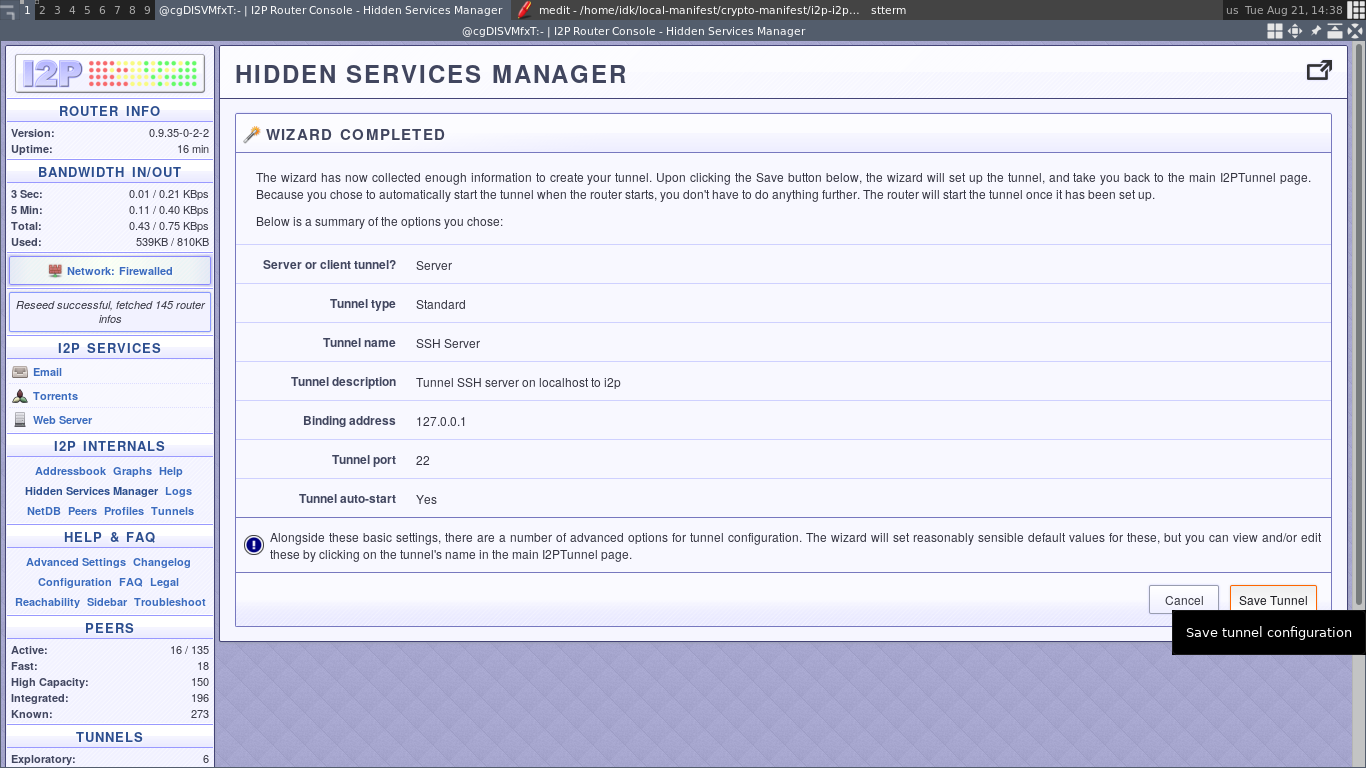 1 2 3 4 5 6 7 8 9 @cgDISVMfxT:- | I2P Router Console - Hidden Services Manager medit - /home/idk/local-manifest/crypto-manifest/i2p-i2p... stterm us Tue Aug 21, 14:38
@cgDISVMfxT:- | I2P Router Console - Hidden Services Manager
I2P
ROUTER INFO
Version: 0.9.35-0-2-2
Uptime: 16 min
BANDWIDTH IN/OUT
3 Sec: 0.01 / 0.21 KBps
5 Min: 0.11 / 0.40 KBps
Total: 0.43 / 0.75 KBps
Used: 539KB / 810KB
Network: Firewalled
Reseed successful, fetched 145 router
infos
I2P SERVICES
Email
Torrents
Web Server
I2P INTERNALS
Addressbook Graphs Help
Hidden Services Manager Logs
NetDB Peers Profiles Tunnels
HELP & FAQ
Advanced Settings Changelog
Configuration FAQ Legal
Reachability Sidebar Troubleshoot
PEERS
Active: 16 / 135
Fast: 18
High Capacity: 150
Integrated: 196
Known: 273
TUNNELS
Exploratory: 6
HIDDEN SERVICES MANAGER
WIZARD COMPLETED
The wizard has now collected enough information to create your tunnel. Upon clicking the Save button below, the wizard will set up the tunnel, and take you back to the main I2PTunnel page.
Because you chose to automatically start the tunnel when the router starts, you don't have to do anything further. The router will start the tunnel once it has been set up.
Below is a summary of the options you chose:
Server or client tunnel? Server
Tunnel type Standard
Tunnel name SSH Server
Tunnel description Tunnel SSH server on localhost to i2p
Binding address 127.0.0.1
Tunnel port 22
Tunnel auto-start Yes
Alongside these basic settings, there are a number of advanced options for tunnel configuration. The wizard will set reasonably sensible default values for these, but you can view and/or edit
these by clicking on the tunnel's name in the main I2PTunnel page.
Cancel Save Tunnel
Save tunnel configuration